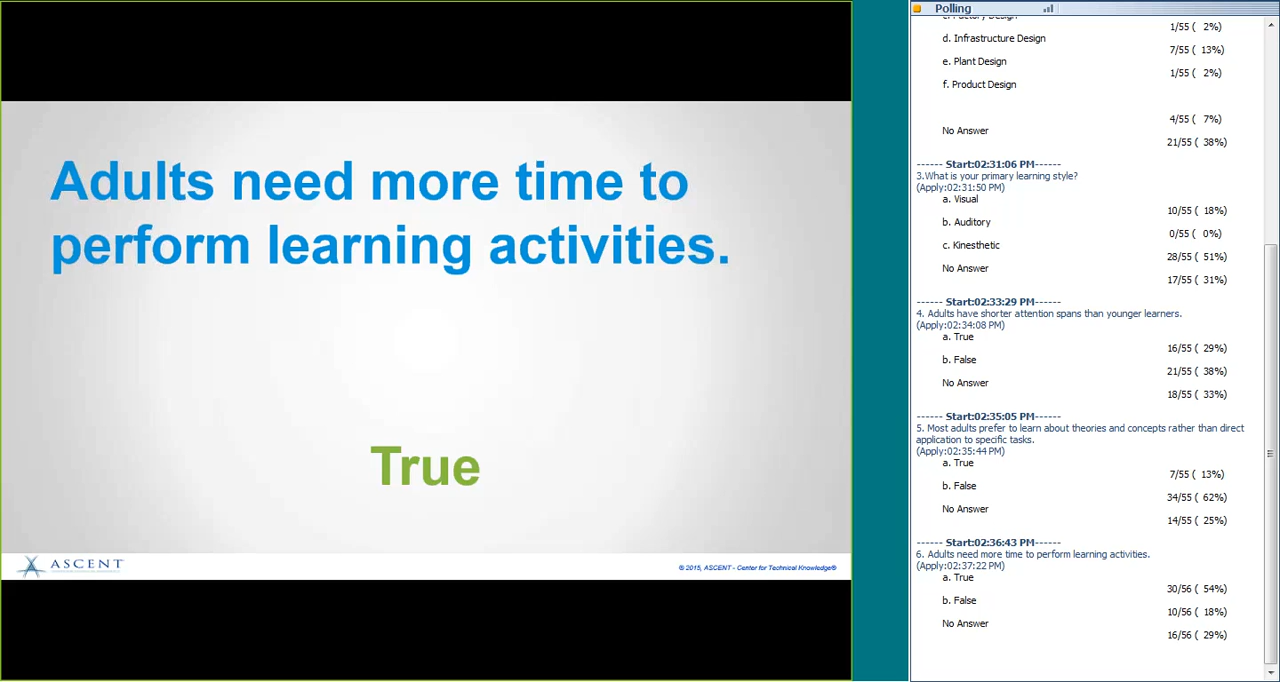 Adults need more time to
perform learning activities.
True
ASCENT
© 2015, ASCENT - Center for Technical Knowledge®
Polling
c. Factory Design
1/55 ( 2%)
d. Infrastructure Design
7/55 ( 13%)
e. Plant Design
1/55 ( 2%)
f. Product Design
4/55 ( 7%)
No Answer
21/55 ( 38%)
------ Start:02:31:06 PM------
3.What is your primary learning style?
(Apply:02:31:50 PM)
a. Visual
10/55 ( 18%)
b. Auditory
0/55 ( 0%)
c. Kinesthetic
28/55 ( 51%)
No Answer
17/55 ( 31%)
------ Start:02:33:29 PM------
4. Adults have shorter attention spans than younger learners.
(Apply:02:34:08 PM)
a. True
16/55 ( 29%)
b. False
21/55 ( 38%)
No Answer
18/55 ( 33%)
------ Start:02:35:05 PM------
5. Most adults prefer to learn about theories and concepts rather than direct
application to specific tasks.
(Apply:02:35:44 PM)
a. True
7/55 ( 13%)
b. False
34/55 ( 62%)
No Answer
14/55 ( 25%)
------ Start:02:36:43 PM------
6. Adults need more time to perform learning activities.
(Apply:02:37:22 PM)
a. True
30/56 ( 54%)
b. False
10/56 ( 18%)
No Answer
16/56 ( 29%)